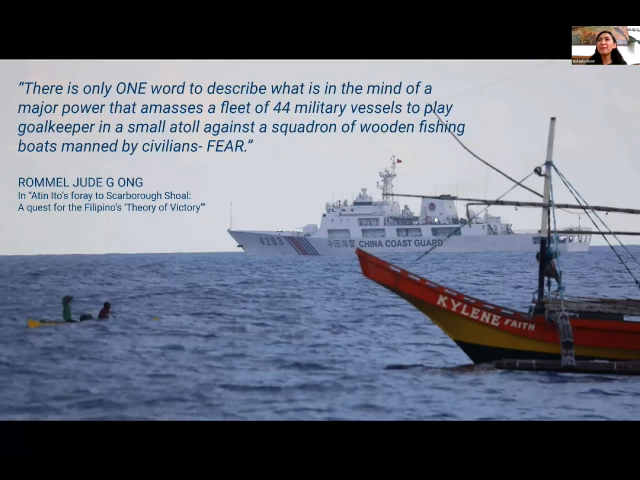 “There is only ONE word to describe what is in the mind of a
major power that amasses a fleet of 44 military vessels to play
goalkeeper in a small atoll against a squadron of wooden fishing
boats manned by civilians- FEAR.”
ROMMEL JUDE G ONG
In "Atin Ito's foray to Scarborough Shoal:
A quest for the Filipino's 'Theory of Victory'"
中国海警 CHINA COAST GUARD
KYLENE FAITH